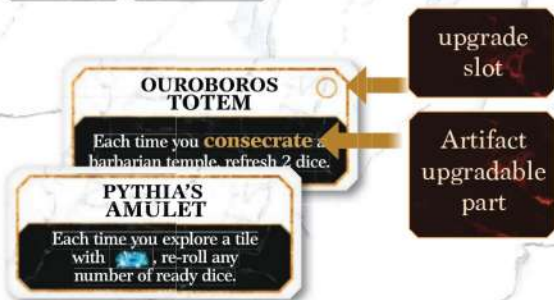 upgrade
slot
OUROBOROS
TOTEM
Each time you consecrate a
barbarian temple, refresh 2 dice.
Artifact
upgradable
part
PYTHIA'S
AMULET
Each time you explore a tile
with , re-roll any
number of ready dice.